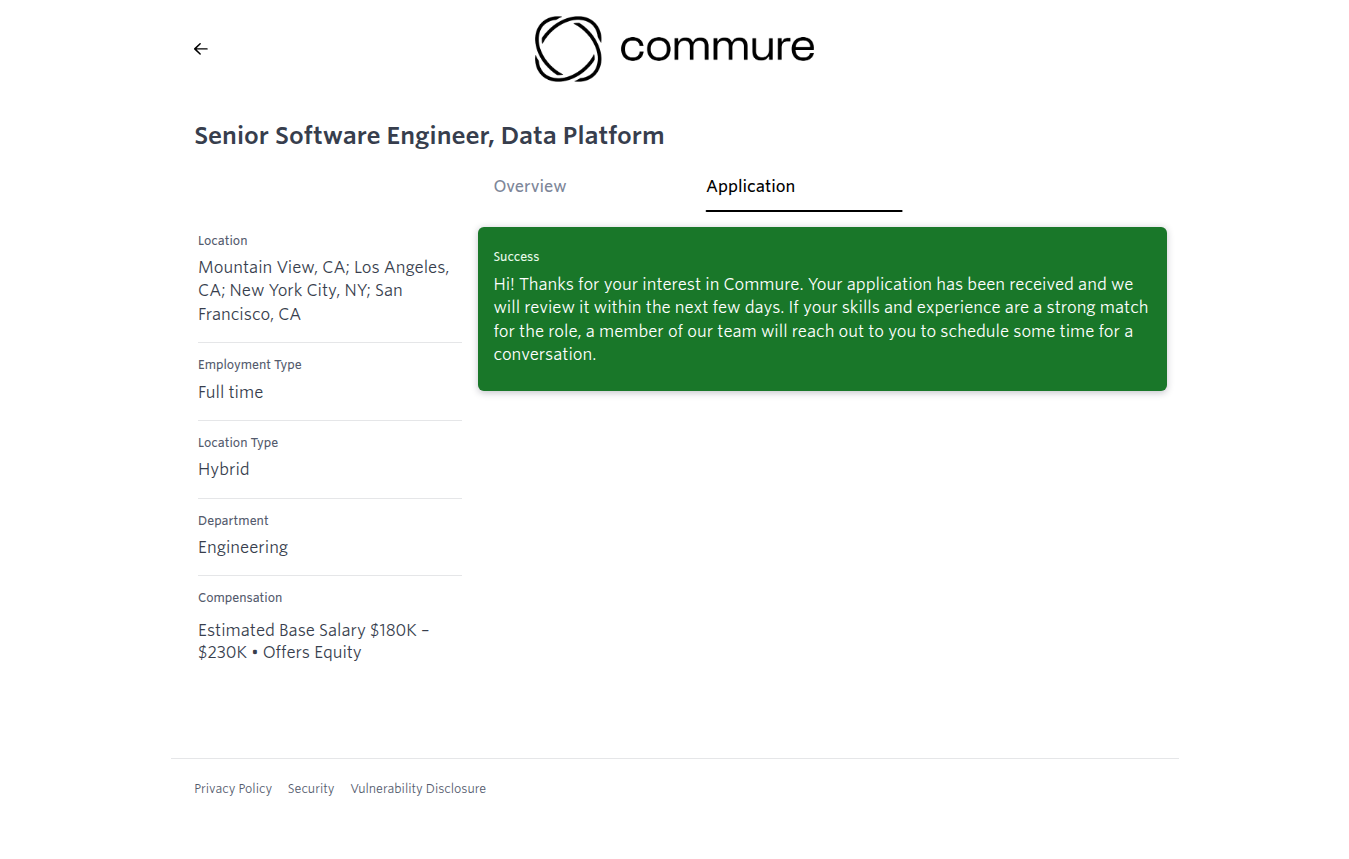 commure
Senior Software Engineer, Data Platform
Overview
Application
Location
Mountain View, CA; Los Angeles,
CA; New York City, NY; San
Francisco, CA
Employment Type
Full time
Location Type
Hybrid
Department
Engineering
Compensation
Estimated Base Salary $180K –
$230K • Offers Equity
Success
Hi! Thanks for your interest in Commure. Your application has been received and we
will review it within the next few days. If your skills and experience are a strong match
for the role, a member of our team will reach out to you to schedule some time for a
conversation.
Privacy Policy
Security
Vulnerability Disclosure